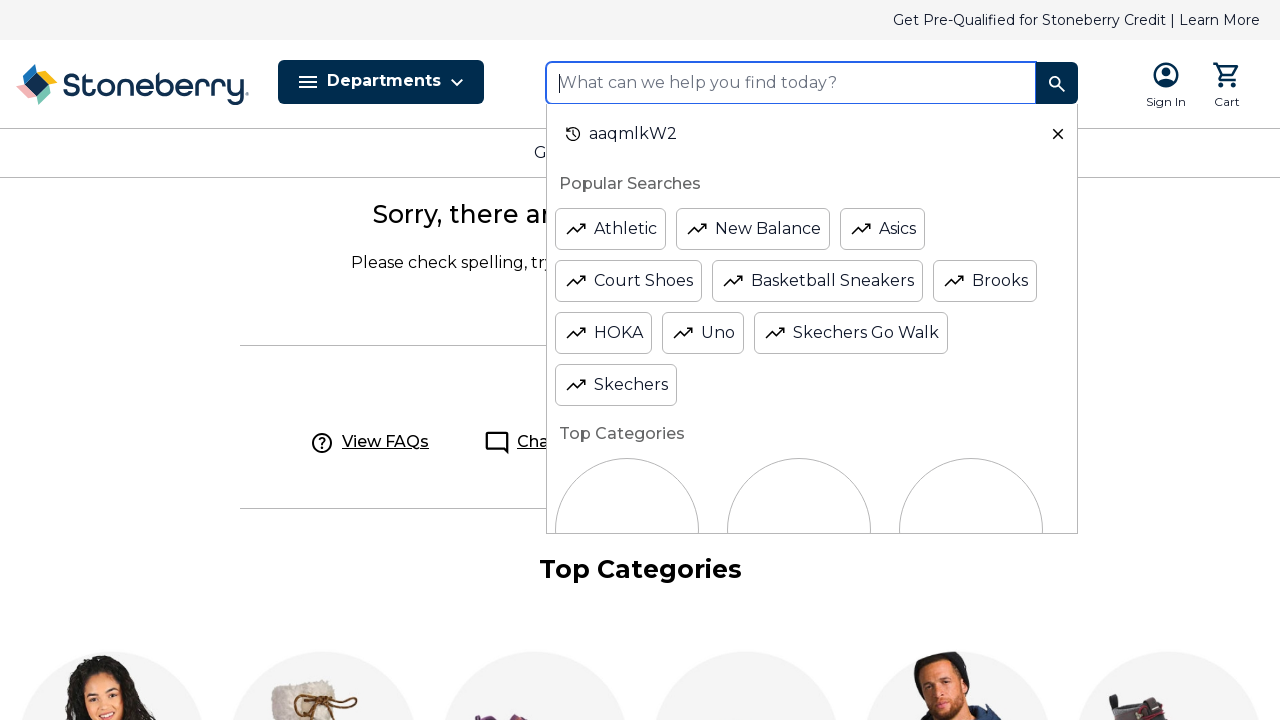 Get Pre-Qualified for Stoneberry Credit | Learn More
Stoneberry
Departments
What can we help you find today?
Sign In
Cart
aaqmlkW2
G
Popular Searches
Sorry, there ar
Athletic
New Balance
Asics
Please check spelling, try
Court Shoes
Basketball Sneakers
Brooks
HOKA
Uno
Skechers Go Walk
Skechers
Top Categories
View FAQs
Cha
Top Categories